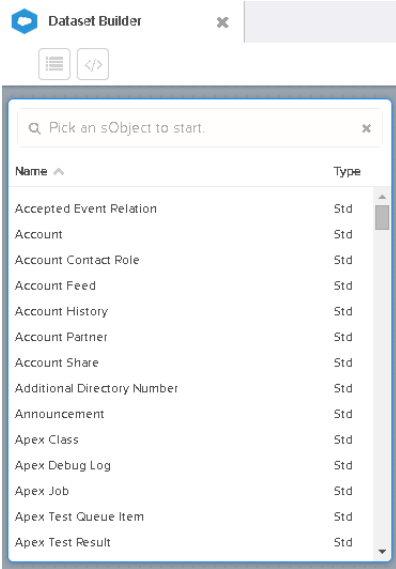 Dataset Builder
</>
Pick an sObject to start.
Name Type
Accepted Event Relation Std
Account Std
Account Contact Role Std
Account Feed Std
Account History Std
Account Partner Std
Account Share Std
Additional Directory Number Std
Announcement Std
Apex Class Std
Apex Debug Log Std
Apex Job Std
Apex Test Queue Item Std
Apex Test Result Std